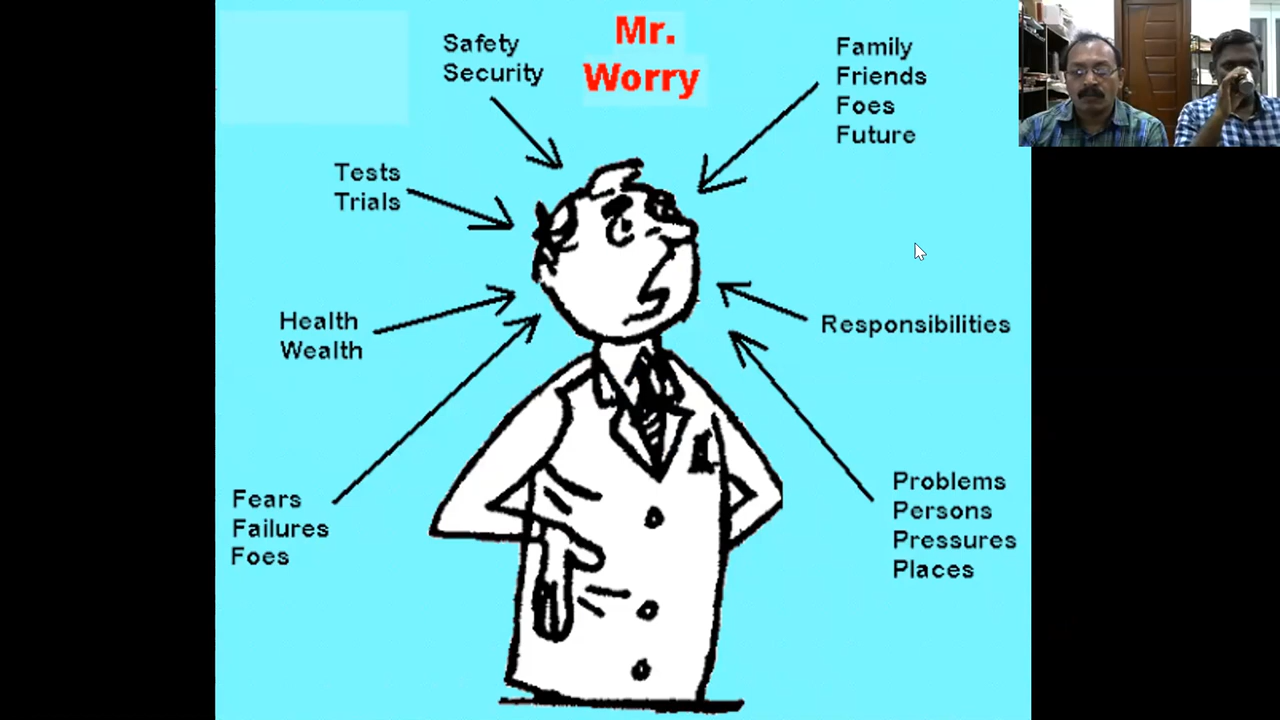 Mr.
Worry
Safety
Security
Family
Friends
Foes
Future
Tests
Trials
Health
Wealth
Responsibilities
Fears
Failures
Foes
Problems
Persons
Pressures
Places